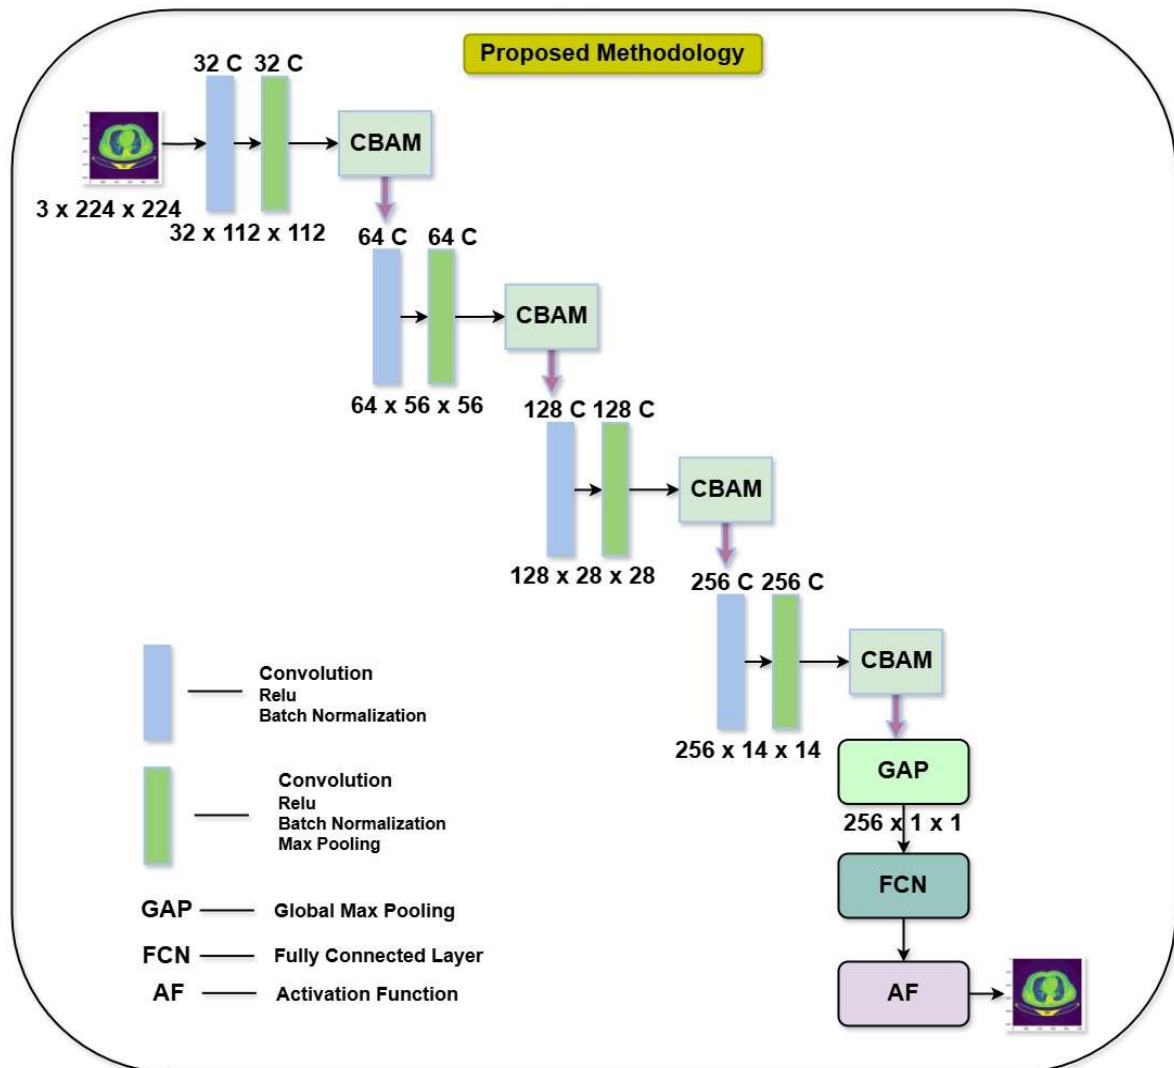 Proposed Methodology
32 C 32 C
CBAM
3 x 224 x 224
32 x 112 x 112
64 C 64 C
CBAM
64 x 56 x 56
128 C 128 C
CBAM
128 x 28 x 28
256 C 256 C
CBAM
256 x 14 x 14
GAP
256 x 1 x 1
FCN
AF
Convolution
Relu
Batch Normalization
Convolution
Relu
Batch Normalization
Max Pooling
GAP Global Max Pooling
FCN Fully Connected Layer
AF Activation Function